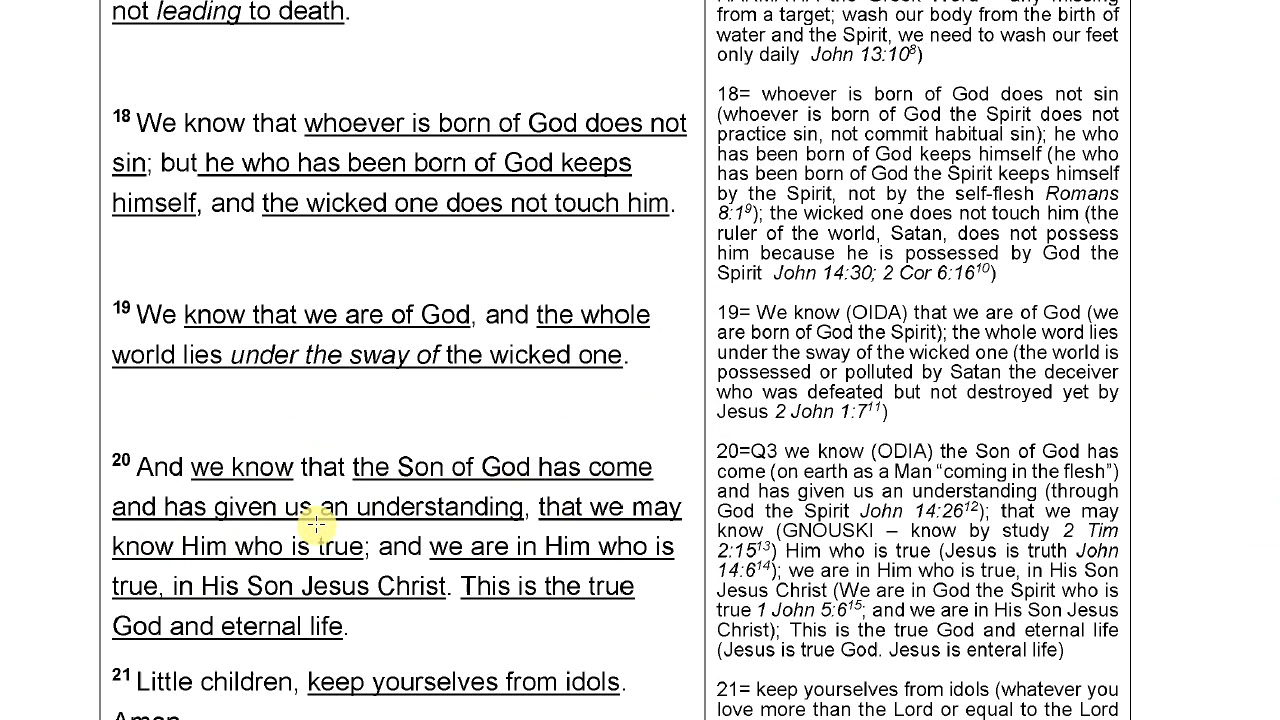 not leading to death.
18 We know that whoever is born of God does not
sin; but he who has been born of God keeps
himself, and the wicked one does not touch him.
19 We know that we are of God, and the whole
world lies under the sway of the wicked one.
20 And we know that the Son of God has come
and has given us an understanding, that we may
know Him who is true; and we are in Him who is
true, in His Son Jesus Christ. This is the true
God and eternal life.
21 Little children, keep yourselves from idols.
Amen
from a target; wash our body from the birth of
water and the Spirit, we need to wash our feet
only daily John 13:10⁸)
18= whoever is born of God does not sin
(whoever is born of God the Spirit does not
practice sin, not commit habitual sin); he who
has been born of God keeps himself (he who
has been born of God the Spirit keeps himself
by the Spirit, not by the self-flesh Romans
8:1⁹); the wicked one does not touch him (the
ruler of the world, Satan, does not possess
him because he is possessed by God the
Spirit John 14:30; 2 Cor 6:16¹⁰)
19= We know (OIDA) that we are of God (we
are born of God the Spirit); the whole word lies
under the sway of the wicked one (the world is
possessed or polluted by Satan the deceiver
who was defeated but not destroyed yet by
Jesus 2 John 1:7¹¹)
20=Q3 we know (ODIA) the Son of God has
come (on earth as a Man “coming in the flesh”)
and has given us an understanding (through
God the Spirit John 14:26¹²); that we may
know (GNOUSKI – know by study 2 Tim
2:15¹³) Him who is true (Jesus is truth John
14:6¹⁴); we are in Him who is true, in His Son
Jesus Christ (We are in God the Spirit who is
true 1 John 5:6¹⁵; and we are in His Son Jesus
Christ); This is the true God and eternal life
(Jesus is true God. Jesus is enteral life)
21= keep yourselves from idols (whatever you
love more than the Lord or equal to the Lord